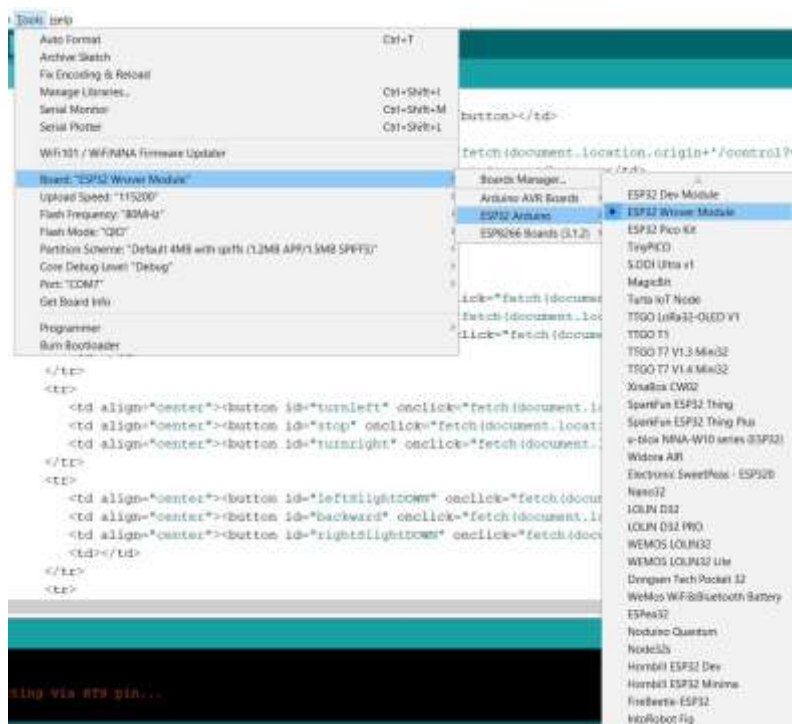 Tools Help
Auto Format Ctrl+T
Archive Sketch
Fix Encoding & Reload
Manage Libraries... Ctrl+Shift+I
Serial Monitor Ctrl+Shift+M
Serial Plotter Ctrl+Shift+L
WiFi101 / WiFiNINA Firmware Updater
Board: "ESP32 Wrover Module"
Upload Speed: "115200"
Flash Frequency: "80MHz"
Flash Mode: "QIO"
Partition Scheme: "Default 4MB with spiffs (1.2MB APP/1.5MB SPIFFS)"
Core Debug Level: "Debug"
Port: "COM7"
Get Board Info
Programmer
Burn Bootloader
Boards Manager...
Arduino AVR Boards
ESP32 Arduino
ESP8266 Boards (3.1.2)
ESP32 Dev Module
ESP32 Wrover Module
ESP32 Pico Kit
TinyPICO
S.ODI Ultra v1
MagicBit
Turta IoT Node
TTGO LoRa32-OLED V1
TTGO T1
TTGO T7 V1.3 Mini32
TTGO T7 V1.4 Mini32
XinaBox CW02
SparkFun ESP32 Thing
SparkFun ESP32 Thing Plus
u-blox NINA-W10 series (ESP32)
Widora AIR
Electronic SweetPeas - ESP320
Nano32
LOLIN D32
LOLIN D32 PRO
WEMOS LOLIN32
WEMOS LOLIN32 Lite
Dongsen Tech Pocket 32
WeMos WiFi&Bluetooth Battery
ESPea32
Noduino Quantum
Node32s
Hornbill ESP32 Dev
Hornbill ESP32 Minima
FireBeetle-ESP32
IntoRobot Fig
button></td>
fetch(document.location.origin+'/control?
</td>
lick="fetch(docume
fetch(document.loc
click="fetch(docum
</tr>
<tr>
<td align="center"><button id="turnleft" onclick="fetch(document.l
<td align="center"><button id="stop" onclick="fetch(document.locat
<td align="center"><button id="turnright" onclick="fetch(document.
</tr>
<tr>
<td align="center"><button id="leftSlightDOWN" onclick="fetch(docu
<td align="center"><button id="backward" onclick="fetch(document.l
<td align="center"><button id="rightSlightDOWN" onclick="fetch(doc
<td></td>
</tr>
<tr>
ting via RTS pin...